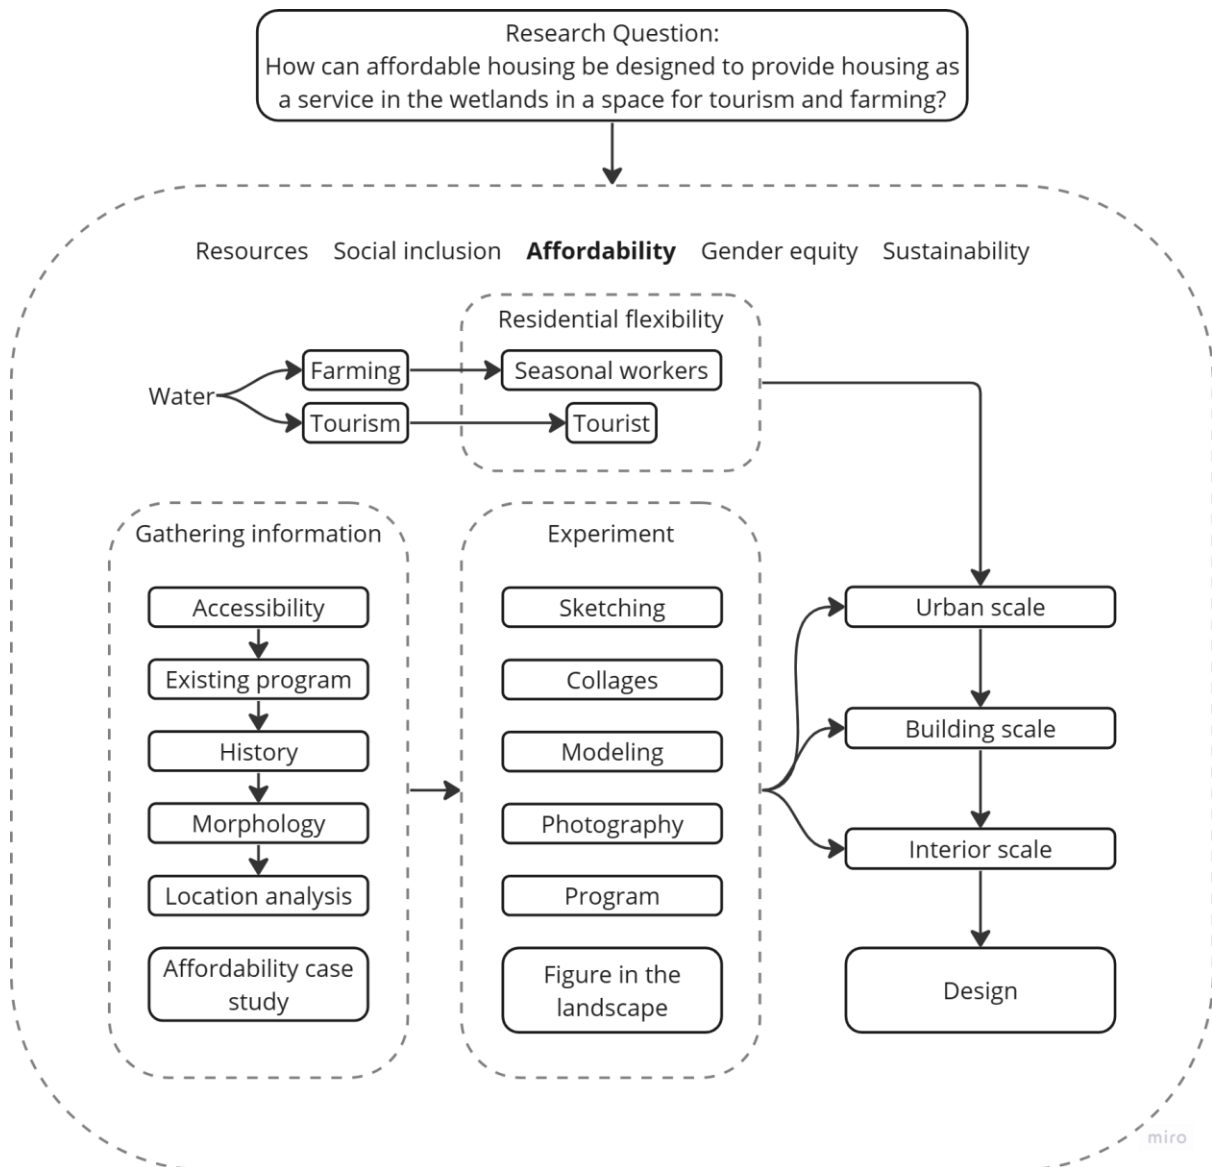 Research Question:
How can affordable housing be designed to provide housing as
a service in the wetlands in a space for tourism and farming?
Resources Social inclusion Affordability Gender equity Sustainability
Residential flexibility
Water
Farming
Seasonal workers
Tourism
Tourist
Gathering information
Accessibility
Existing program
History
Morphology
Location analysis
Affordability case
study
Experiment
Sketching
Collages
Modeling
Photography
Program
Figure in the
landscape
Urban scale
Building scale
Interior scale
Design
miro